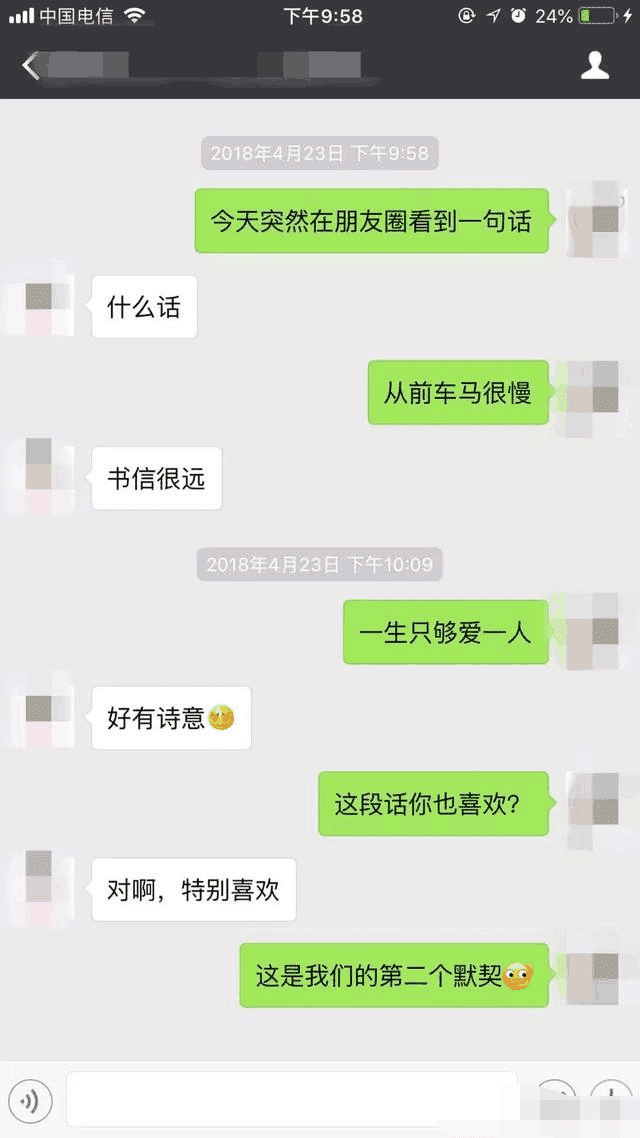 中国电信 下午9:58 24%
2018年4月23日 下午9:58
今天突然在朋友圈看到一句话
什么话
从前车马很慢
书信很远
2018年4月23日 下午10:09
一生只够爱一人
好有诗意
这段话你也喜欢?
对啊，特别喜欢
这是我们的第二个默契